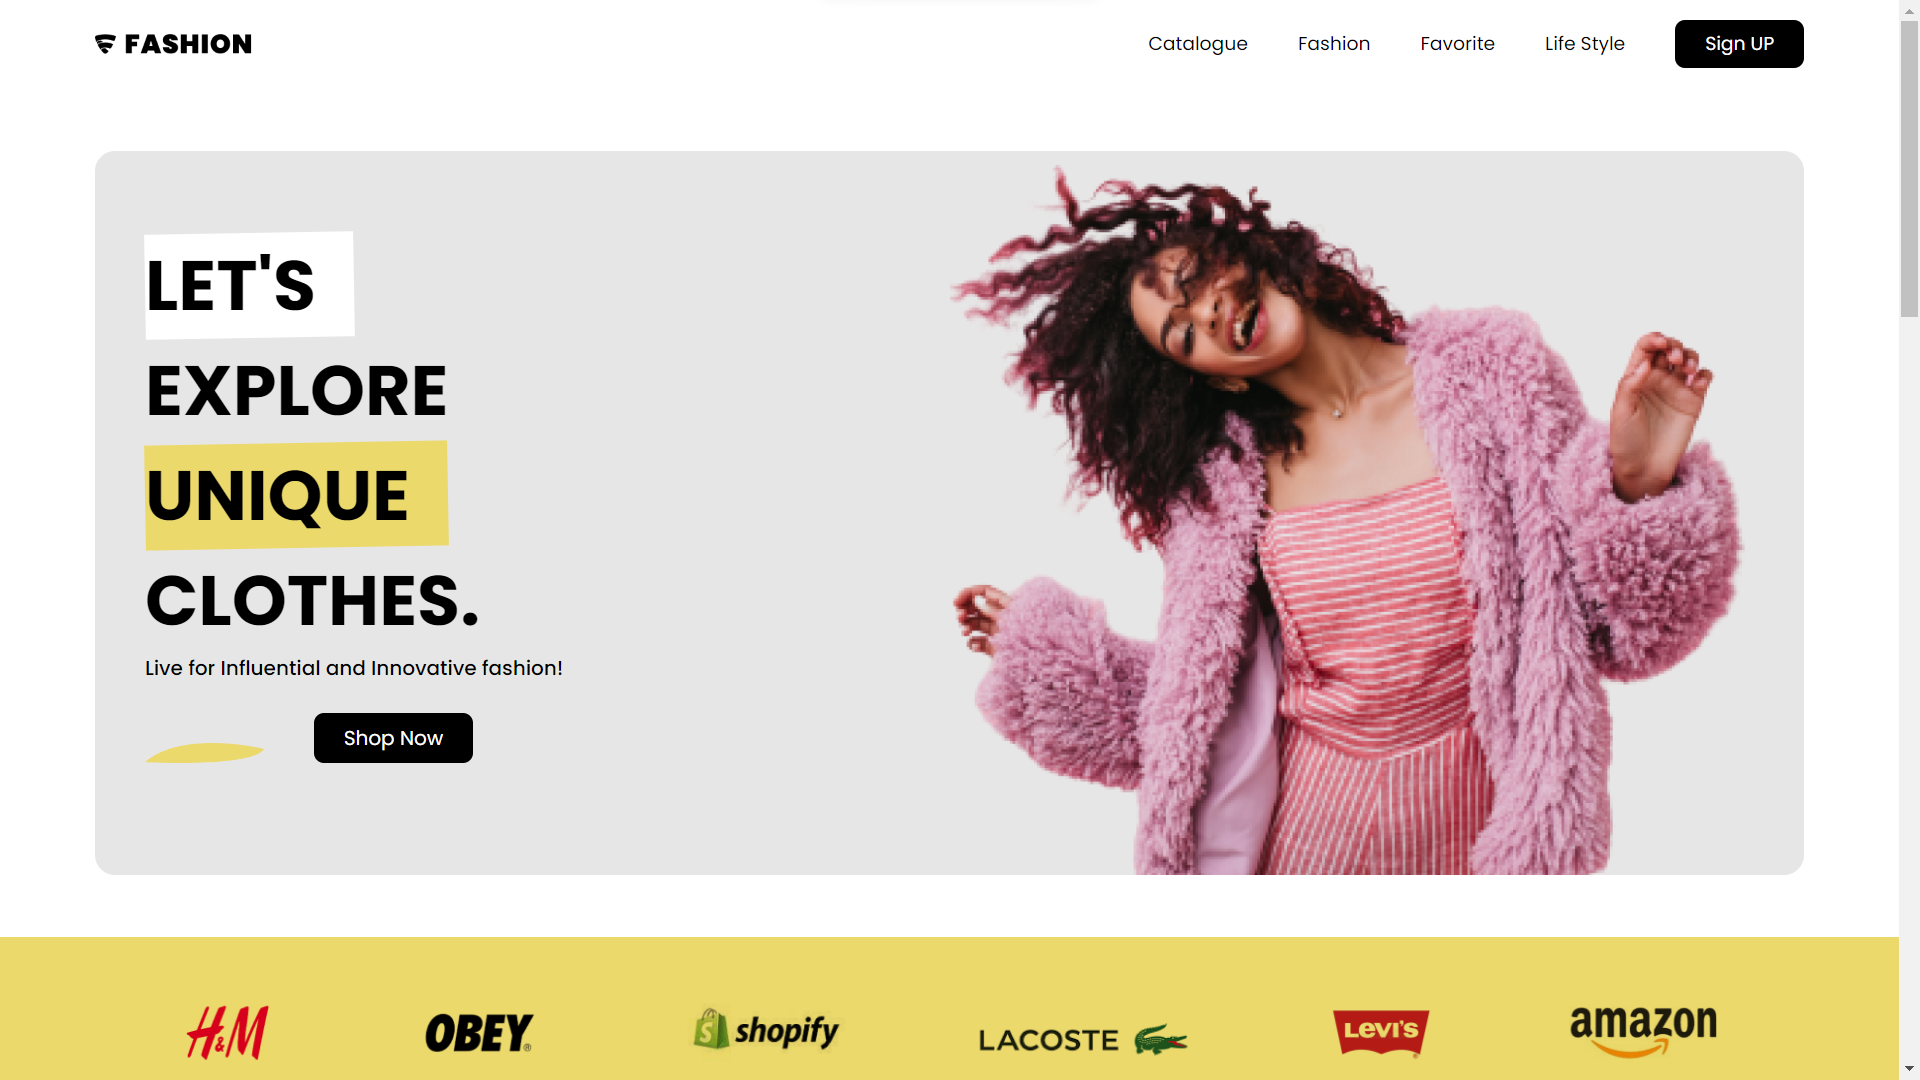 FASHION
Catalogue
Fashion
Favorite
Life Style
Sign UP
LET'S
EXPLORE
UNIQUE
CLOTHES.
Live for Influential and Innovative fashion!
Shop Now
H&M
OBEY®
shopify
LACOSTE
LEVI'S
amazon